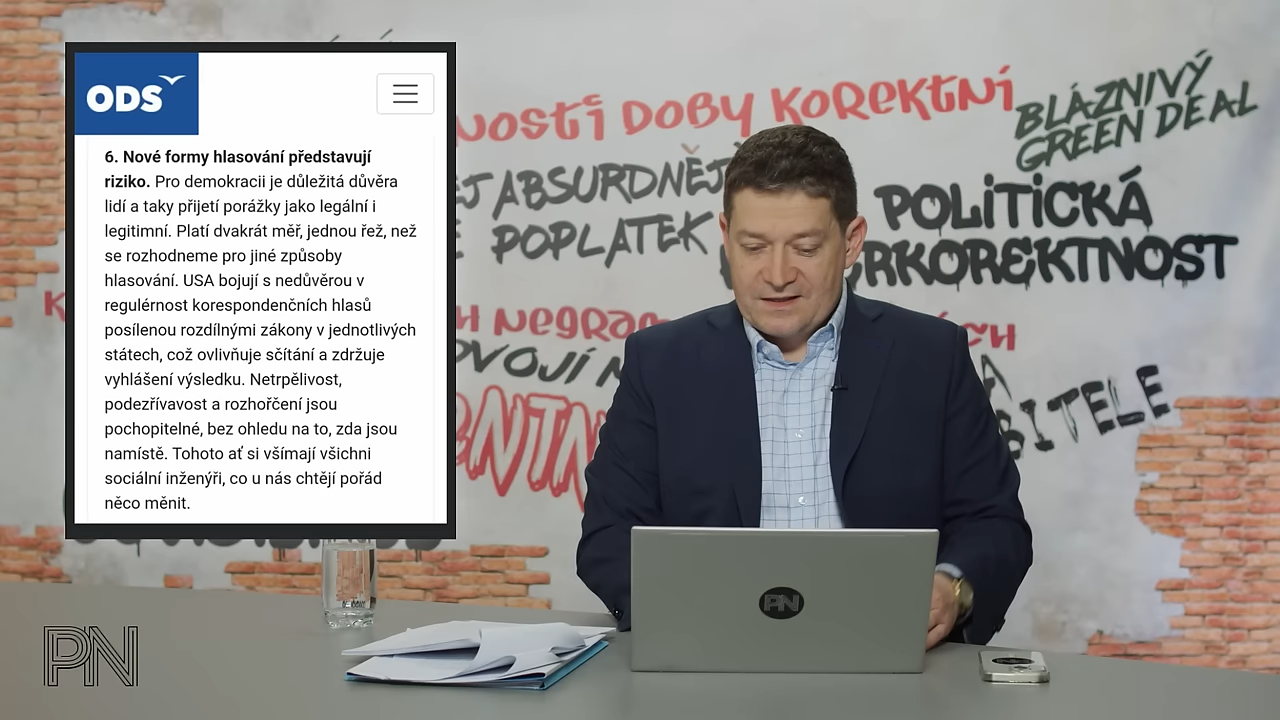 ODS
6. Nové formy hlasování představují
riziko. Pro demokracii je důležitá důvěra
lidí a taky přijetí porážky jako legální i
legitimní. Platí dvakrát měř, jednou řež, než
se rozhodneme pro jiné způsoby
hlasování. USA bojují s nedůvěrou v
regulérnost korespondenčních hlasů
posílenou rozdílnými zákony v jednotlivých
státech, což ovlivňuje sčítání a zdržuje
vyhlášení výsledku. Netrpělivost,
podezřívavost a rozhořčení jsou
pochopitelné, bez ohledu na to, zda jsou
namístě. Tohoto ať si všímají všichni
sociální inženýři, co u nás chtějí pořád
něco měnit.
DOBY KOREKTNÍ
BLÁZNIVÝ
GREEN DEAL
POPLATEK
POLITICKÁ
PN
PN